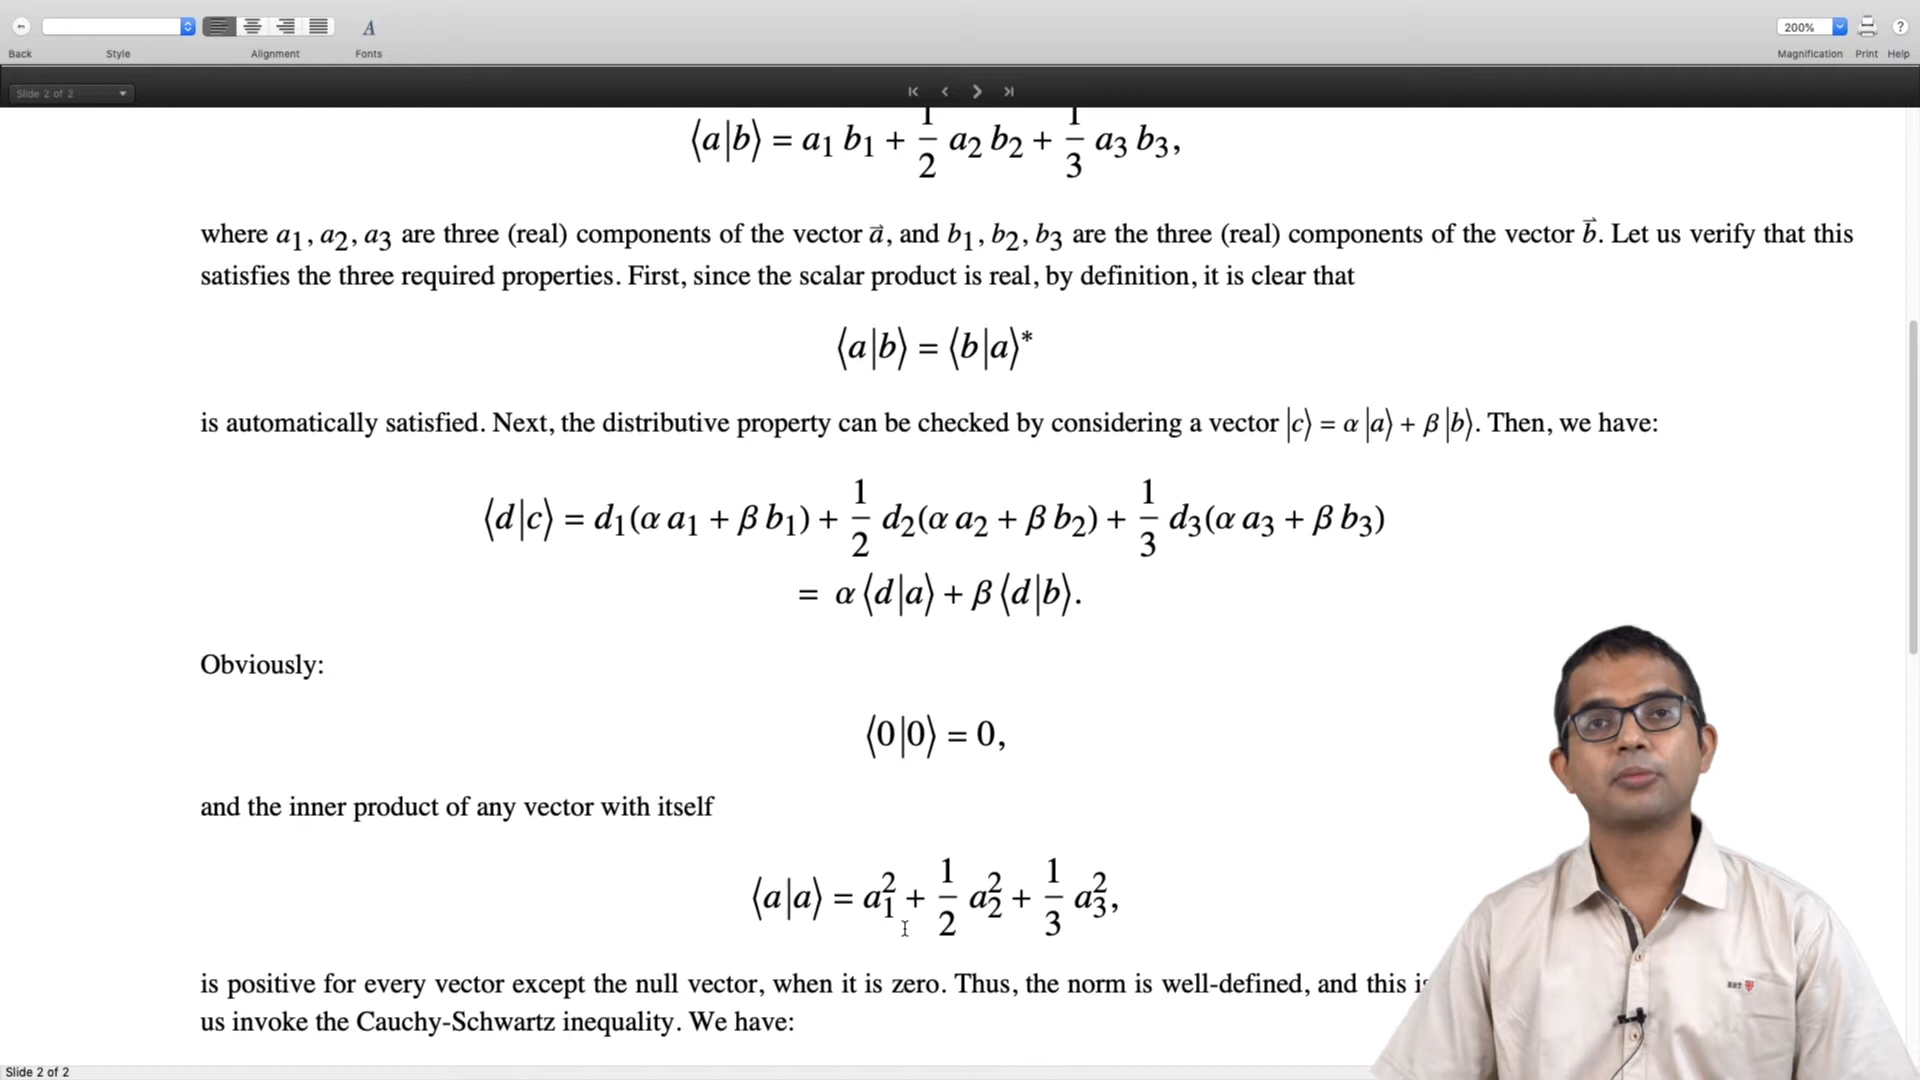 200%
Back Style Alignment Fonts Magnification Print Help
Slide 2 of 2
⟨a|b⟩ = a₁ b₁ + 1/2 a₂ b₂ + 1/3 a₃ b₃,
where a₁, a₂, a₃ are three (real) components of the vector a⃗, and b₁, b₂, b₃ are the three (real) components of the vector b⃗. Let us verify that this
satisfies the three required properties. First, since the scalar product is real, by definition, it is clear that
⟨a|b⟩ = ⟨b|a⟩*
is automatically satisfied. Next, the distributive property can be checked by considering a vector |c⟩ = α |a⟩ + β |b⟩. Then, we have:
⟨d|c⟩ = d₁(α a₁ + β b₁) + 1/2 d₂(α a₂ + β b₂) + 1/3 d₃(α a₃ + β b₃)
= α ⟨d|a⟩ + β ⟨d|b⟩.
Obviously:
⟨0|0⟩ = 0,
and the inner product of any vector with itself
⟨a|a⟩ = a₁² + 1/2 a₂² + 1/3 a₃²,
is positive for every vector except the null vector, when it is zero. Thus, the norm is well-defined, and this
us invoke the Cauchy-Schwartz inequality. We have:
Slide 2 of 2